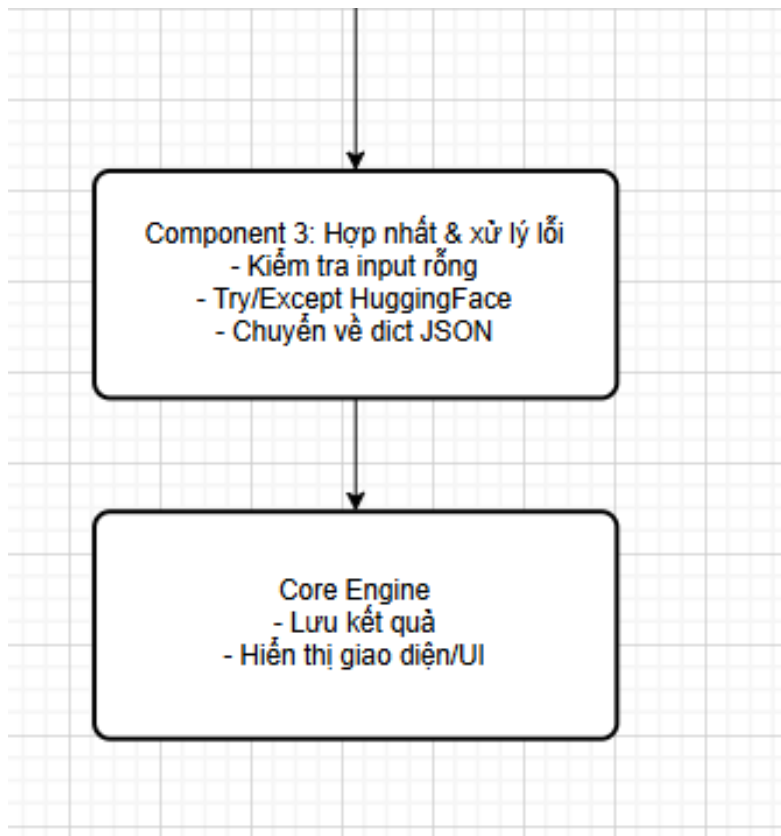 Component 3: Hợp nhất & xử lý lỗi
- Kiểm tra input rỗng
- Try/Except HuggingFace
- Chuyển về dict JSON
Core Engine
- Lưu kết quả
- Hiển thị giao diện/UI